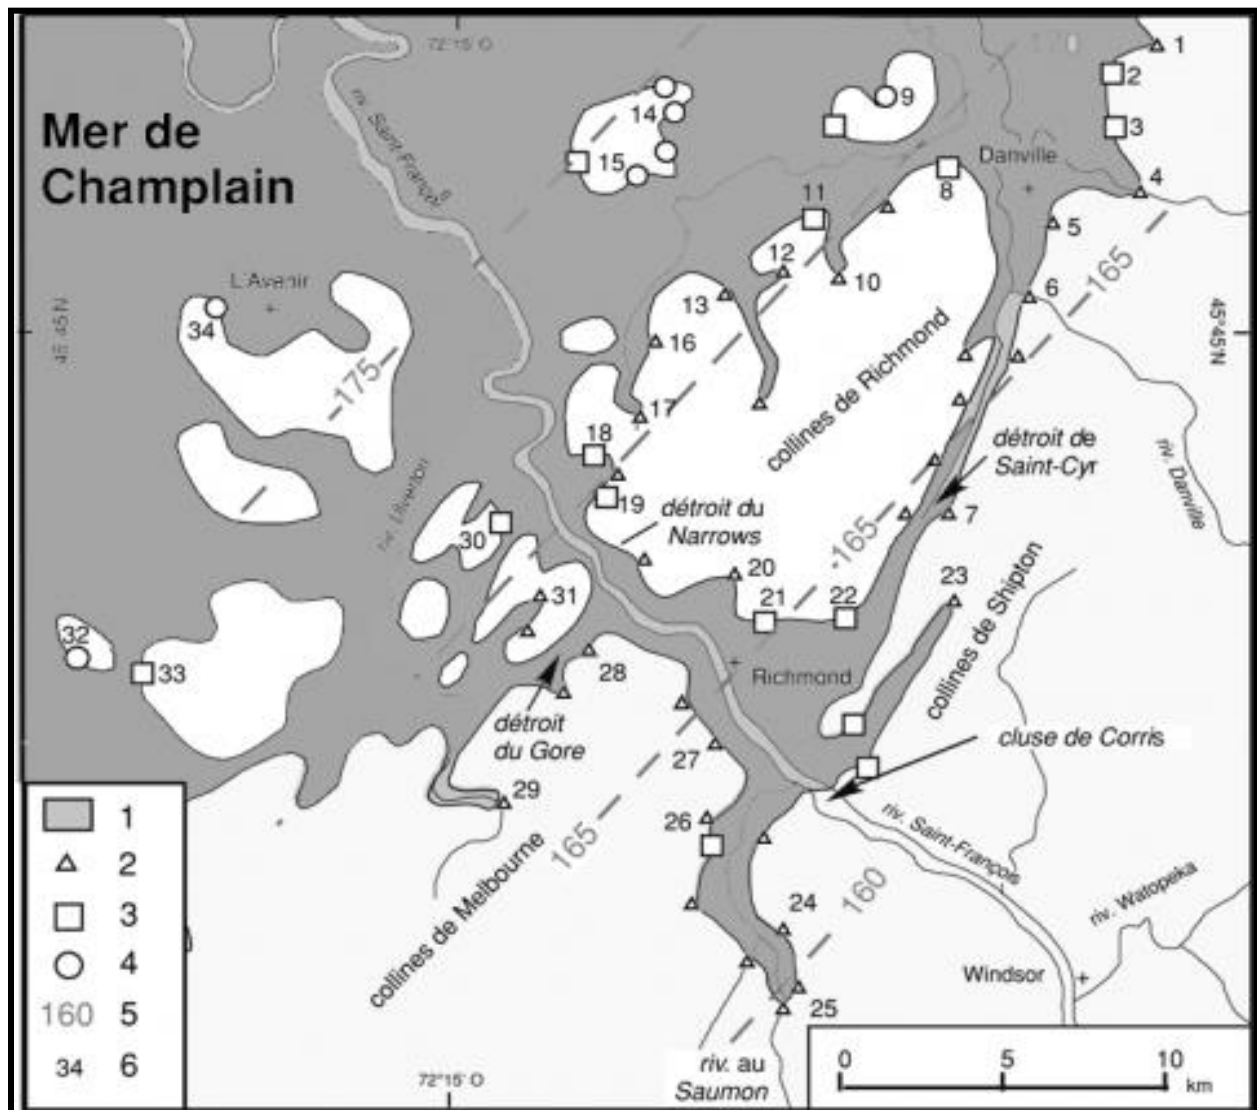 72°15' O
170
1
2
riv. Saint-François
14
9
3
Mer de
Champlain
Danville
15
8
4
11
5
12
165
10
L'Avenir
13
6
34
16
45°45'N
45°45'N
175
collines de Richmond
17
18
détroit de
Saint-Cyr
riv. Danville
19
détroit du
Narrows
30
165
7
20
31
21
22
23
collines de Shipton
32
33
28
Richmond
détroit
du Gore
27
cluse de Corris
29
26
riv. Saint-François
165
collines de Melbourne
160
riv. Watopeka
24
Windsor
25
riv. au
Saumon
72°15' O
1
2
3
4
160 5
34 6
0 5 10
km